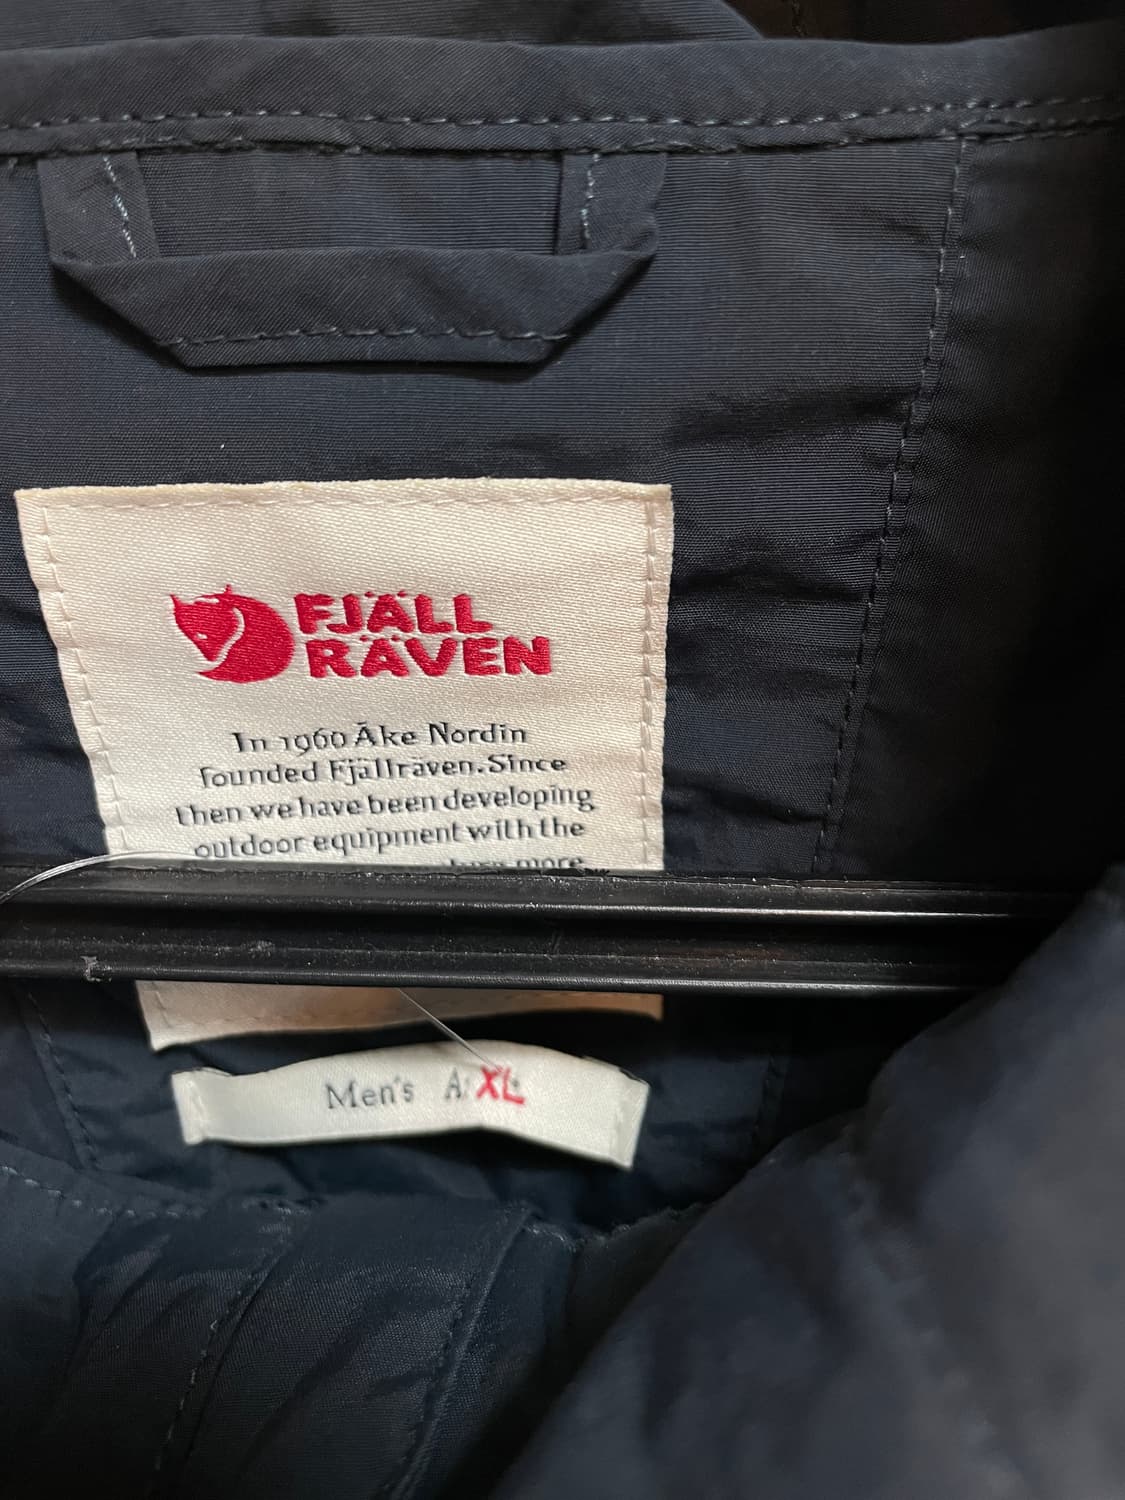 FJÄLL
RÄVEN
In 1960 Åke Nordin
founded Fjällräven. Since
then we have been developing
outdoor equipment with the
more
Men's A: XL